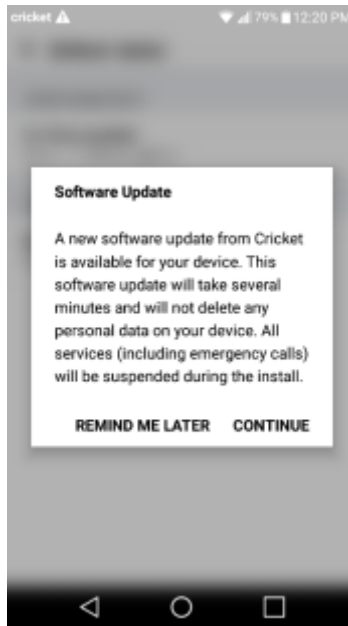 cricket 79% 12:20 PM
Software Update
A new software update from Cricket
is available for your device. This
software update will take several
minutes and will not delete any
personal data on your device. All
services (including emergency calls)
will be suspended during the install.
REMIND ME LATER CONTINUE